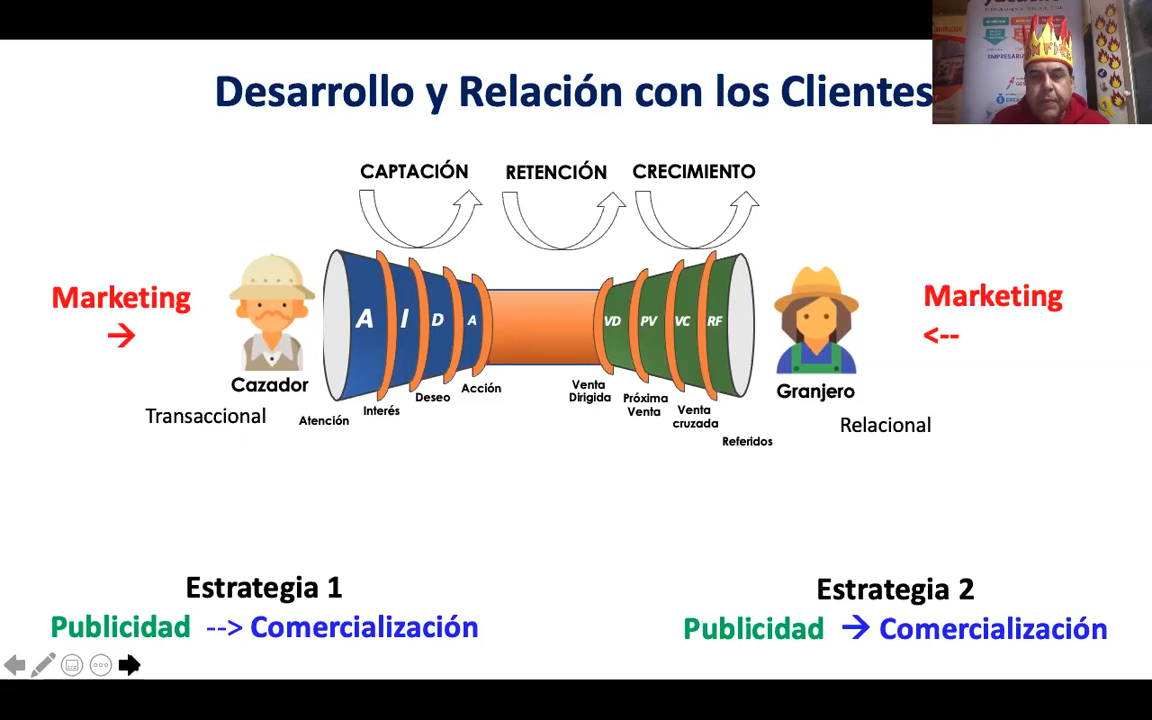 Desarrollo y Relación con los Clientes
CAPTACIÓN
RETENCIÓN
CRECIMIENTO
Marketing
→
Marketing
<--
A I D A
VD PV VC RF
Cazador
Granjero
Transaccional
Relacional
Atención
Interés
Deseo
Acción
Venta
Dirigida
Próxima
Venta
Venta
cruzada
Referidos
Estrategia 1
Publicidad --> Comercialización
Estrategia 2
Publicidad → Comercialización
EMPRESARIA